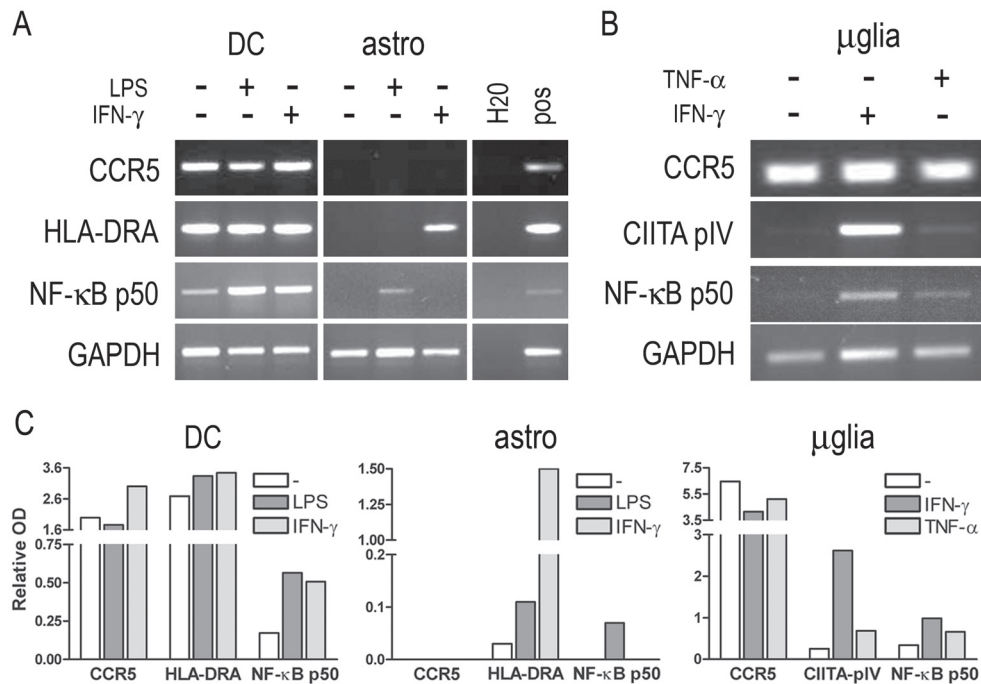 A
DC astro
LPS - + - - + -
IFN-γ - - + - - + H20 pos
CCR5
HLA-DRA
NF-κB p50
GAPDH
B
μglia
TNF-α - - +
IFN-γ - + -
CCR5
CIITA pIV
NF-κB p50
GAPDH
C
DC
Relative OD
3.6
2.6
1.6
0.75
0.50
0.25
0.00
-
LPS
IFN-γ
CCR5 HLA-DRA NF-κB p50
astro
1.50
1.25
1.00
0.2
0.1
0.0
-
LPS
IFN-γ
CCR5 HLA-DRA NF-κB p50
μglia
7.5
5.5
3.5
3
2
1
0
-
IFN-γ
TNF-α
CCR5 CIITA-pIV NF-κB p50